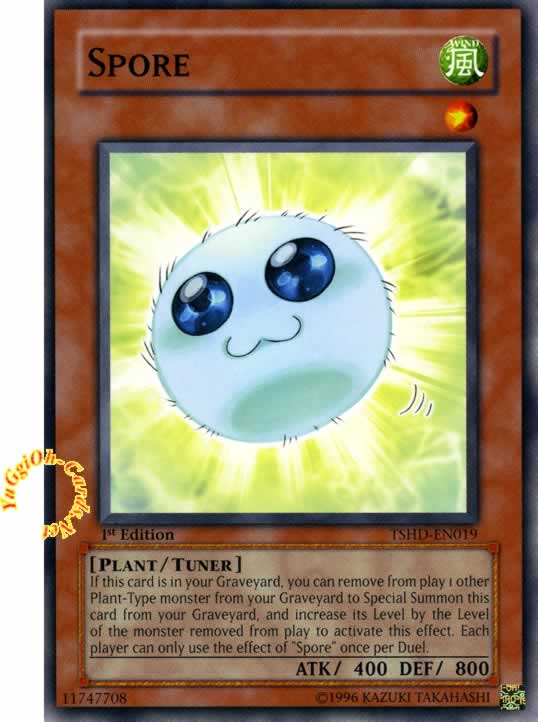 SPORE
WIND
風
1st Edition
TSHD-EN019
YuGgiOh-Cards.Net
[PLANT/TUNER]
If this card is in your Graveyard, you can remove from play 1 other
Plant-Type monster from your Graveyard to Special Summon this
card from your Graveyard, and increase its Level by the Level
of the monster removed from play to activate this effect. Each
player can only use the effect of "Spore" once per Duel.
ATK/ 400 DEF/ 800
11747708
©1996 KAZUKI TAKAHASHI